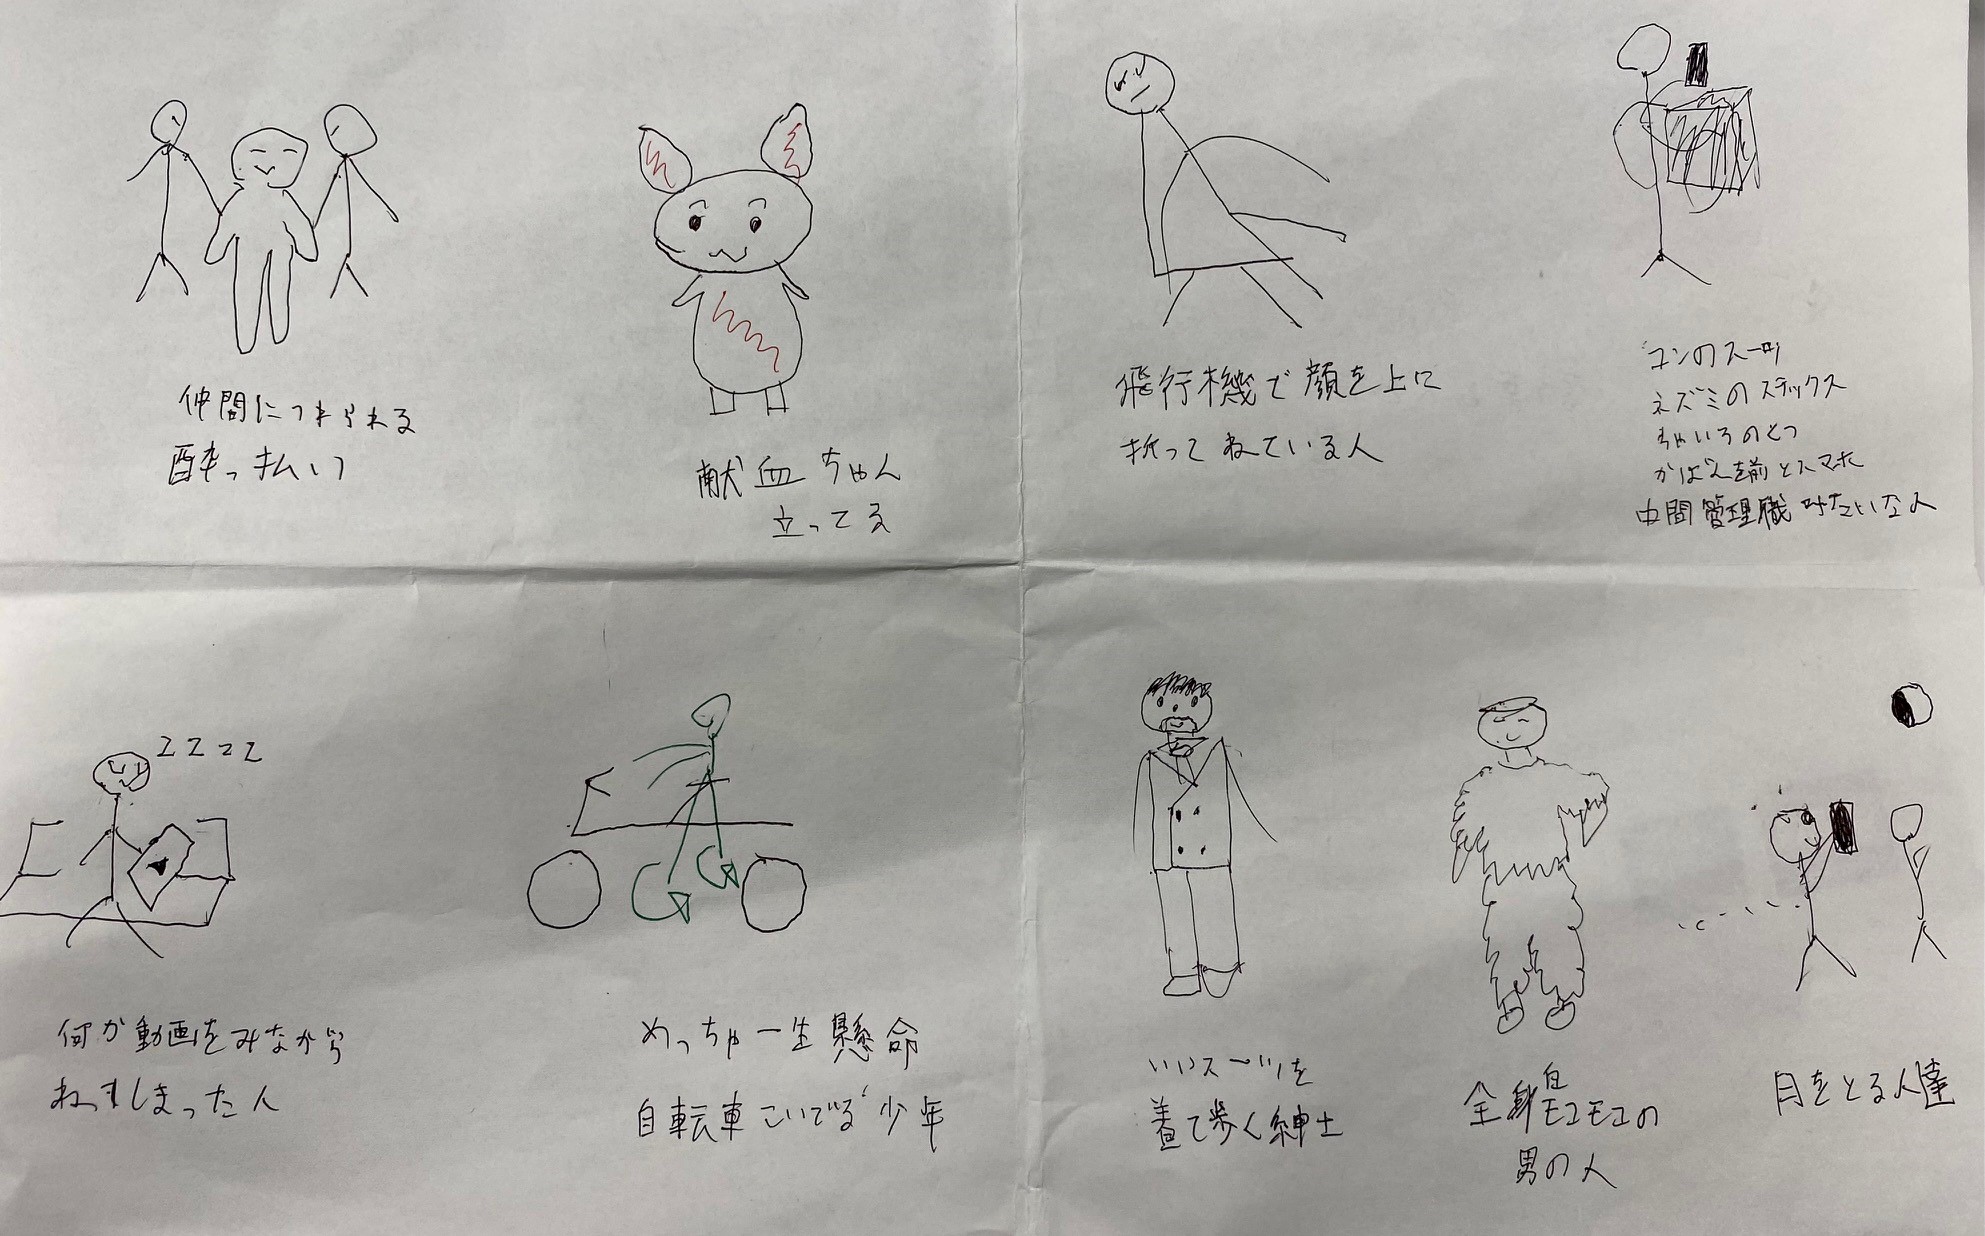 仲間につれられる
酔っ払い
献血ちゃん
立ってる
飛行機で顔を上に
折ってねている人
コンのスーツ
ネズミのスラックス
ちゃいろのくつ
かばんを前とスマホ
中間管理職みたいな人
zzzz
何か動画をみながら
ねてしまった人
めっちゃ一生懸命
自転車こいでる少年
いいスーツを
着て歩く紳士
全身白モコモコの
男の人
月をとる人達